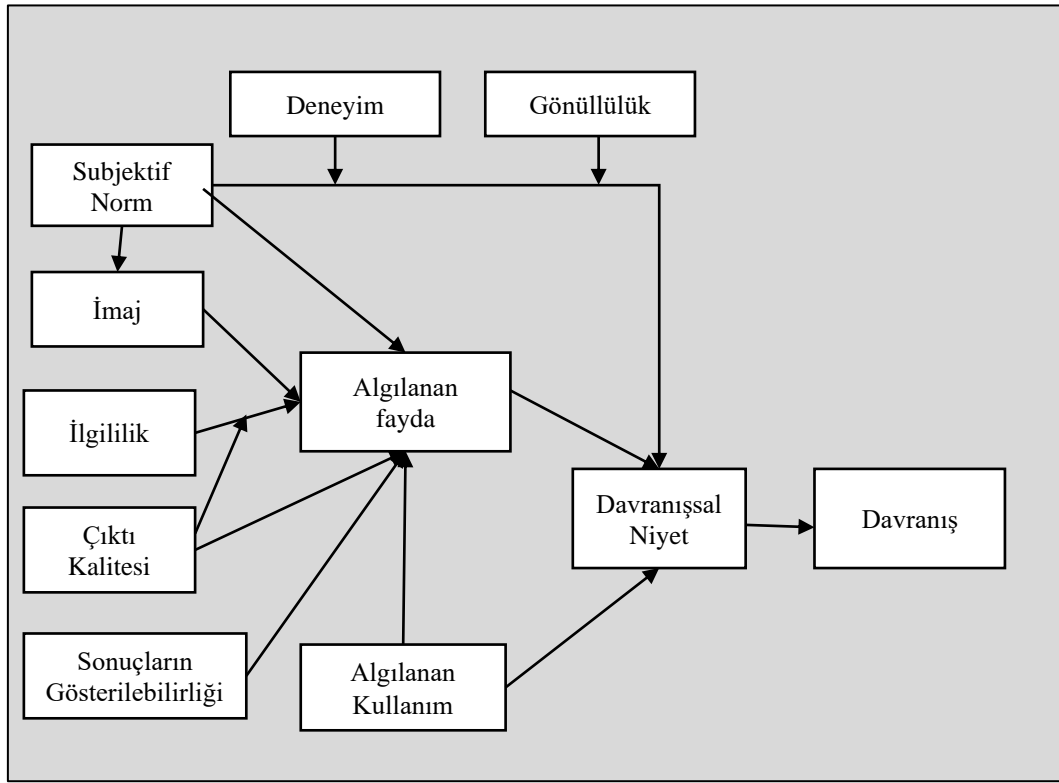 Deneyim
Gönüllülük
Subjektif
Norm
İmaj
Algılanan
fayda
İlgililik
Çıktı
Kalitesi
Davranışsal
Niyet
Davranış
Sonuçların
Gösterilebilirliği
Algılanan
Kullanım